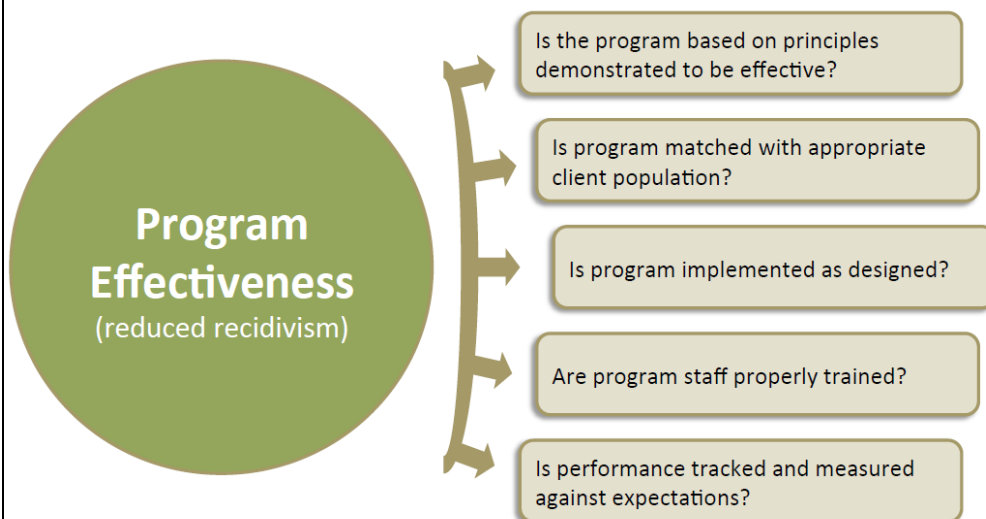 Program
Effectiveness
(reduced recidivism)
Is the program based on principles
demonstrated to be effective?
Is program matched with appropriate
client population?
Is program implemented as designed?
Are program staff properly trained?
Is performance tracked and measured
against expectations?